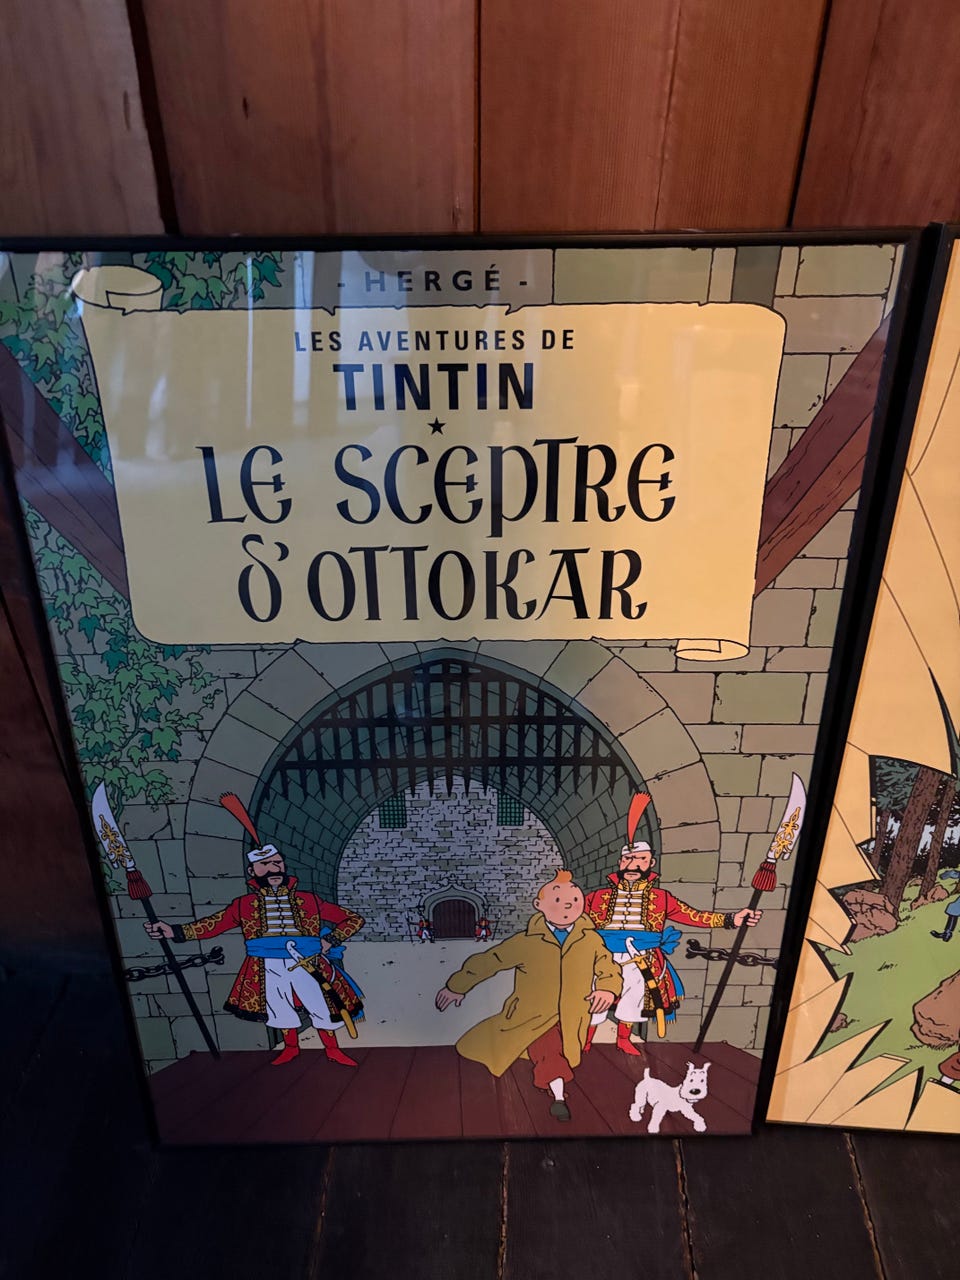 - HERGÉ -
LES AVENTURES DE
TINTIN
LE SCEPTRE
D'OTTOKAR